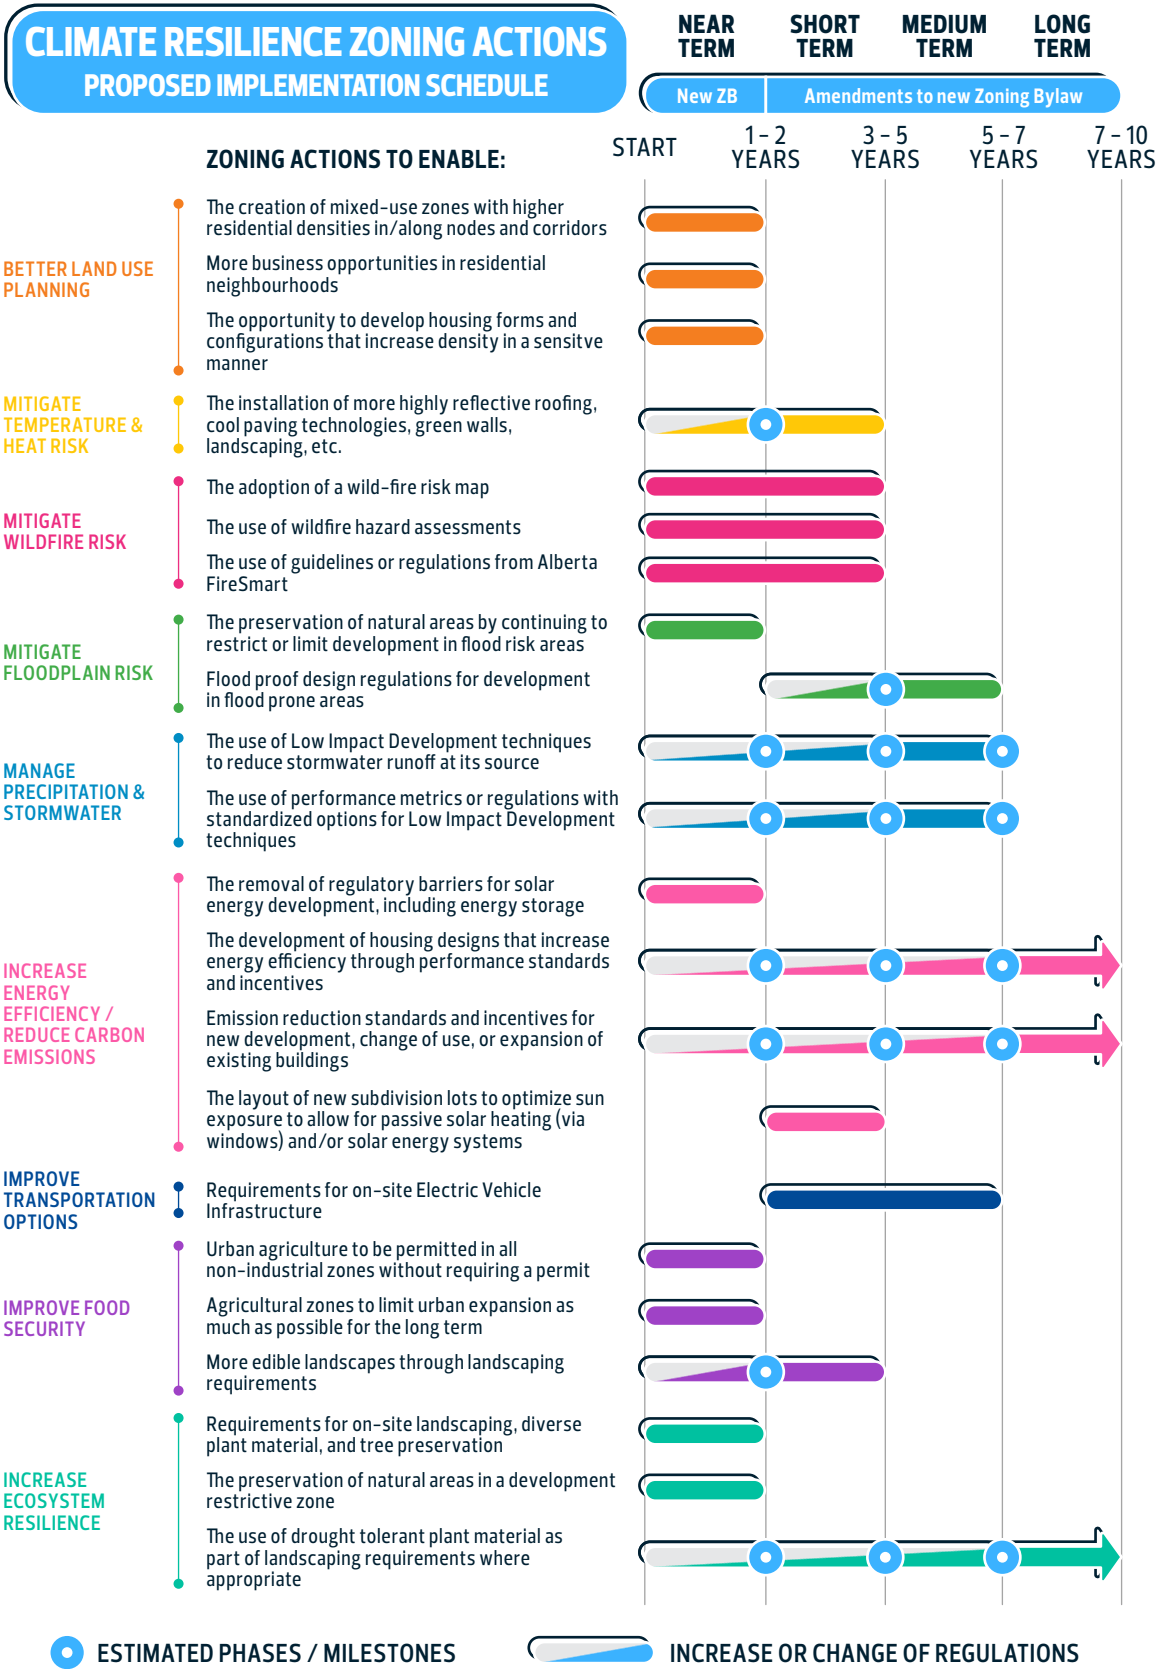 CLIMATE RESILIENCE ZONING ACTIONS
PROPOSED IMPLEMENTATION SCHEDULE
NEAR TERM
SHORT TERM
MEDIUM TERM
LONG TERM
New ZB
Amendments to new Zoning Bylaw
ZONING ACTIONS TO ENABLE:
START
1 – 2 YEARS
3 – 5 YEARS
5 – 7 YEARS
7 – 10 YEARS
BETTER LAND USE
PLANNING
The creation of mixed-use zones with higher
residential densities in/along nodes and corridors
More business opportunities in residential
neighbourhoods
The opportunity to develop housing forms and
configurations that increase density in a sensitve
manner
MITIGATE
TEMPERATURE &
HEAT RISK
The installation of more highly reflective roofing,
cool paving technologies, green walls,
landscaping, etc.
MITIGATE
WILDFIRE RISK
The adoption of a wild-fire risk map
The use of wildfire hazard assessments
The use of guidelines or regulations from Alberta
FireSmart
MITIGATE
FLOODPLAIN RISK
The preservation of natural areas by continuing to
restrict or limit development in flood risk areas
Flood proof design regulations for development
in flood prone areas
MANAGE
PRECIPITATION &
STORMWATER
The use of Low Impact Development techniques
to reduce stormwater runoff at its source
The use of performance metrics or regulations with
standardized options for Low Impact Development
techniques
INCREASE
ENERGY
EFFICIENCY /
REDUCE CARBON
EMISSIONS
The removal of regulatory barriers for solar
energy development, including energy storage
The development of housing designs that increase
energy efficiency through performance standards
and incentives
Emission reduction standards and incentives for
new development, change of use, or expansion of
existing buildings
The layout of new subdivision lots to optimize sun
exposure to allow for passive solar heating (via
windows) and/or solar energy systems
IMPROVE
TRANSPORTATION
OPTIONS
Requirements for on-site Electric Vehicle
Infrastructure
IMPROVE FOOD
SECURITY
Urban agriculture to be permitted in all
non-industrial zones without requiring a permit
Agricultural zones to limit urban expansion as
much as possible for the long term
More edible landscapes through landscaping
requirements
INCREASE
ECOSYSTEM
RESILIENCE
Requirements for on-site landscaping, diverse
plant material, and tree preservation
The preservation of natural areas in a development
restrictive zone
The use of drought tolerant plant material as
part of landscaping requirements where
appropriate
ESTIMATED PHASES / MILESTONES
INCREASE OR CHANGE OF REGULATIONS